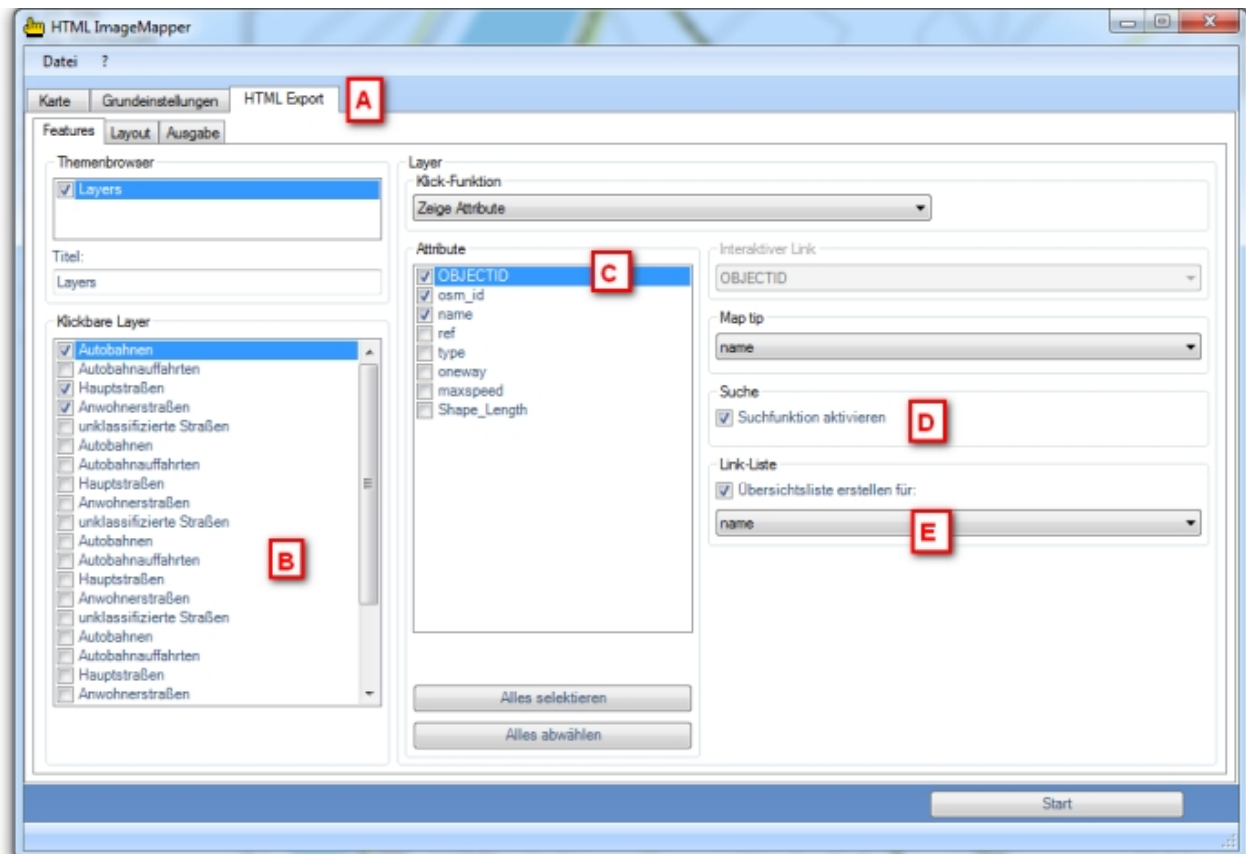 HTML ImageMapper
Datei ?
Karte Grundeinstellungen HTML Export A
Features Layout Ausgabe
Themenbrowser
Layers
Titel:
Layers
Klickbare Layer
Autobahnen
Autobahnauffahrten
Hauptstraßen
Anwohnerstraßen
unklassifizierte Straßen
Autobahnen
Autobahnauffahrten
Hauptstraßen
Anwohnerstraßen
unklassifizierte Straßen
Autobahnen
Autobahnauffahrten
B
Hauptstraßen
Anwohnerstraßen
unklassifizierte Straßen
Autobahnen
Autobahnauffahrten
Hauptstraßen
Anwohnerstraßen
Layer
Klick-Funktion
Zeige Attribute
Attribute
OBJECTID C
osm_id
name
ref
type
oneway
maxspeed
Shape_Length
Alles selektieren
Alles abwählen
Interaktiver Link
OBJECTID
Map tip
name
Suche
Suchfunktion aktivieren D
Link-Liste
Übersichtsliste erstellen für:
name E
Start